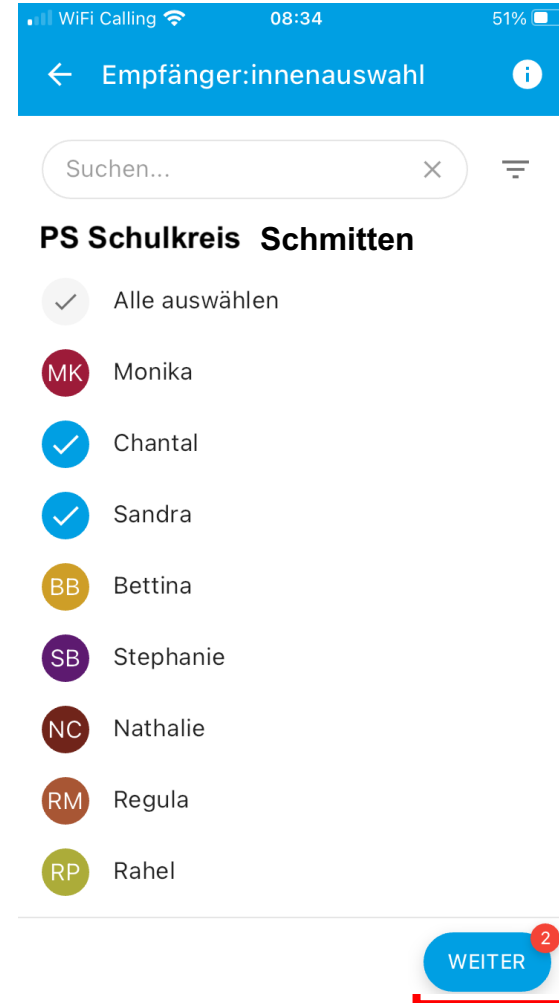 WiFi Calling 08:34 51%
Empfänger:innenauswahl i
Suchen...
PS Schulkreis Schmitten
Alle auswählen
MK Monika
Chantal
Sandra
BB Bettina
SB Stephanie
NC Nathalie
RM Regula
RP Rahel
2
WEITER